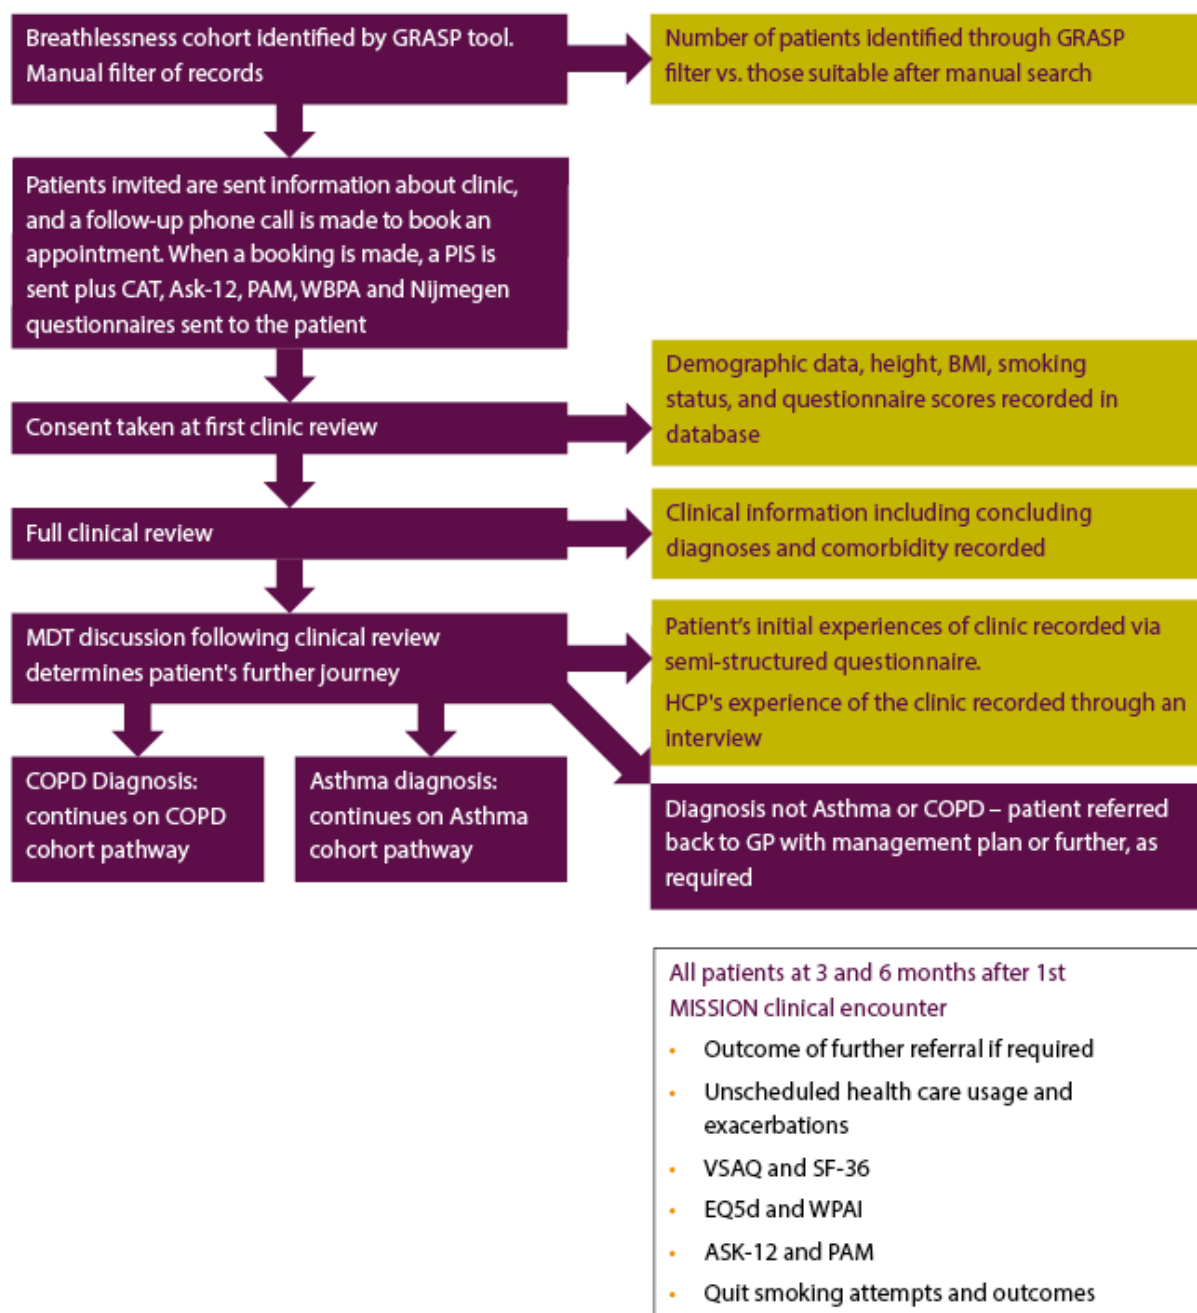 Breathlessness cohort identified by GRASP tool.
Manual filter of records
Number of patients identified through GRASP
filter vs. those suitable after manual search
Patients invited are sent information about clinic,
and a follow-up phone call is made to book an
appointment. When a booking is made, a PIS is
sent plus CAT, Ask-12, PAM, WBPA and Nijmegen
questionnaires sent to the patient
Demographic data, height, BMI, smoking
status, and questionnaire scores recorded in
database
Consent taken at first clinic review
Full clinical review
Clinical information including concluding
diagnoses and comorbidity recorded
MDT discussion following clinical review
determines patient's further journey
Patient's initial experiences of clinic recorded via
semi-structured questionnaire.
HCP's experience of the clinic recorded through an
interview
COPD Diagnosis:
continues on COPD
cohort pathway
Asthma diagnosis:
continues on Asthma
cohort pathway
Diagnosis not Asthma or COPD – patient referred
back to GP with management plan or further, as
required
All patients at 3 and 6 months after 1st
MISSION clinical encounter
• Outcome of further referral if required
• Unscheduled health care usage and
exacerbations
• VSAQ and SF-36
• EQ5d and WPAI
• ASK-12 and PAM
• Quit smoking attempts and outcomes